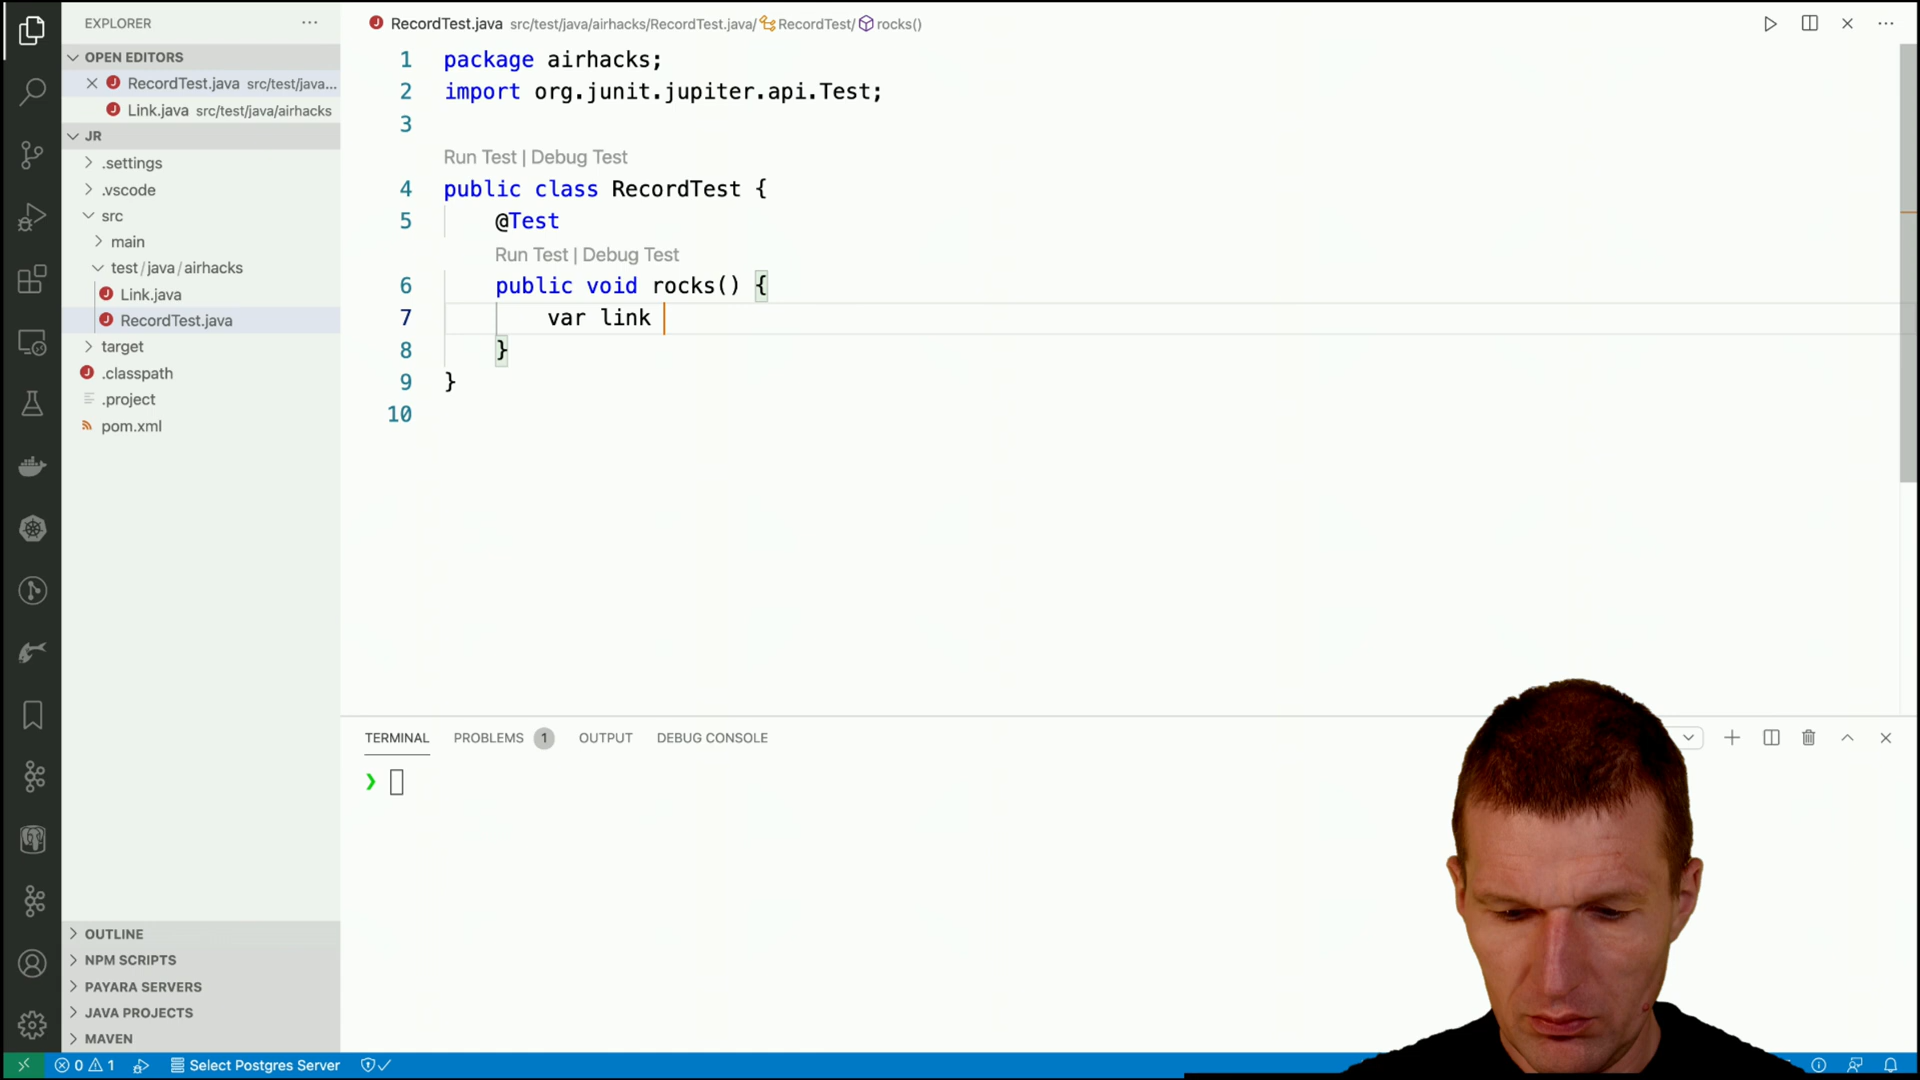 EXPLORER
OPEN EDITORS
RecordTest.java src/test/java...
Link.java src/test/java/airhacks
JR
.settings
.vscode
src
main
test/java/airhacks
Link.java
RecordTest.java
target
.classpath
.project
pom.xml
OUTLINE
NPM SCRIPTS
PAYARA SERVERS
JAVA PROJECTS
MAVEN
RecordTest.java src/test/java/airhacks/RecordTest.java/ RecordTest/ rocks()
1 package airhacks;
2 import org.junit.jupiter.api.Test;
3
Run Test | Debug Test
4 public class RecordTest {
5 @Test
Run Test | Debug Test
6 public void rocks() {
7 var link
8 }
9 }
10
TERMINAL PROBLEMS 1 OUTPUT DEBUG CONSOLE
❯
0 1 Select Postgres Server